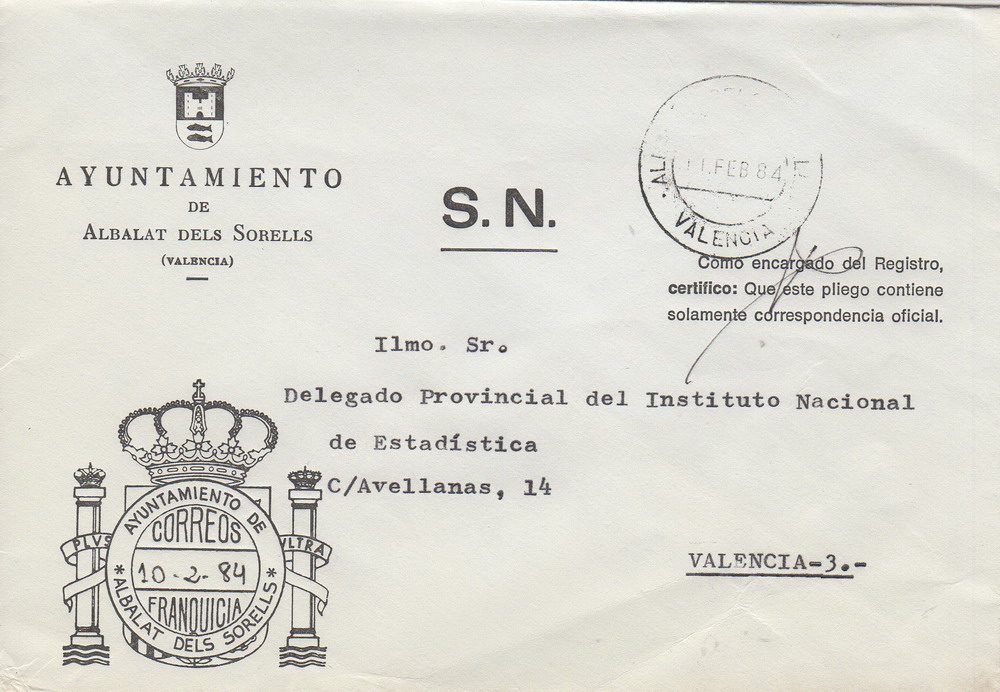 AYUNTAMIENTO
DE
ALBALAT DELS SORELLS
(VALENCIA)
S. N.
11.FEB 84
VALENCIA
Cómo encargado del Registro,
certifico: Que este pliego contiene
solamente correspondencia oficial.
Ilmo. Sr.
Delegado Provincial del Instituto Nacional
de Estadística
C/Avellanas, 14
VALENCIA-3.-
PLVS
VLTRA
AYUNTAMIENTO DE
CORREOS
10-2-84
FRANQUICIA
*ALBALAT DELS SORELLS*